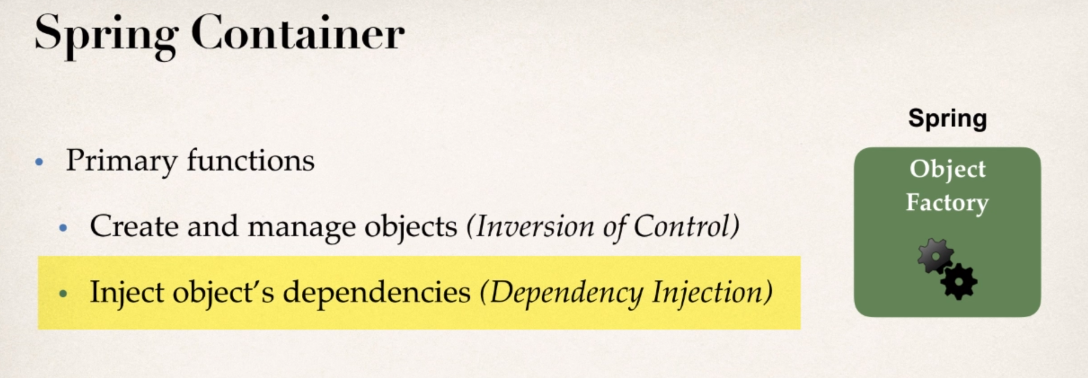 Spring Container
Primary functions
Create and manage objects (Inversion of Control)
Inject object’s dependencies (Dependency Injection)
Spring
Object
Factory